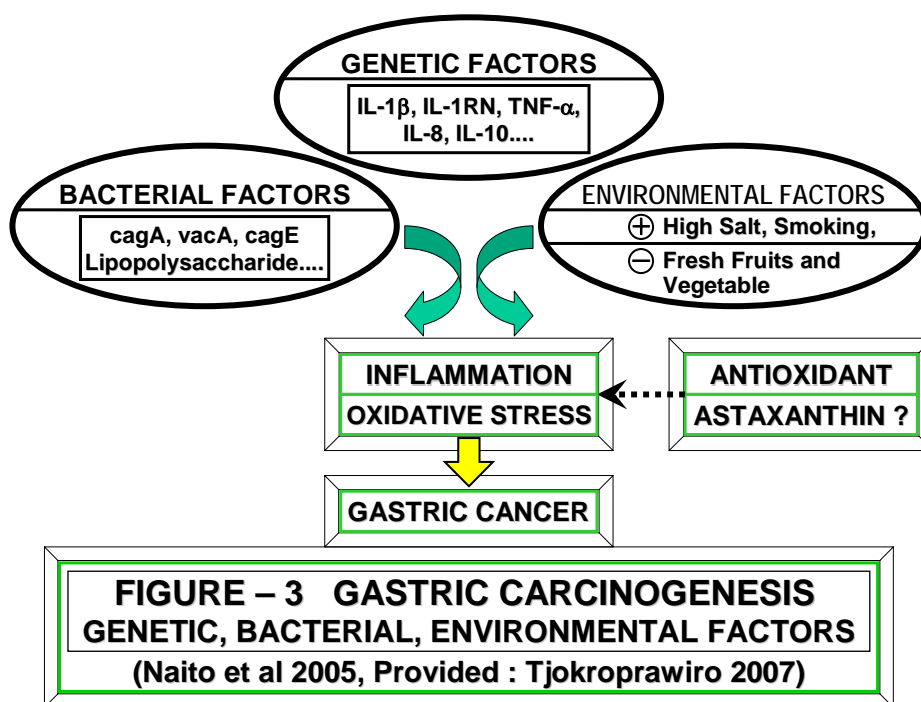 GENETIC FACTORS
IL-1β, IL-1RN, TNF-α,
IL-8, IL-10....
BACTERIAL FACTORS
cagA, vacA, cagE
Lipopolysaccharide....
ENVIRONMENTAL FACTORS
⊕ High Salt, Smoking,
⊖ Fresh Fruits and
Vegetable
INFLAMMATION
OXIDATIVE STRESS
ANTIOXIDANT
ASTAXANTHIN ?
GASTRIC CANCER
FIGURE – 3 GASTRIC CARCINOGENESIS
GENETIC, BACTERIAL, ENVIRONMENTAL FACTORS
(Naito et al 2005, Provided : Tjokroprawiro 2007)